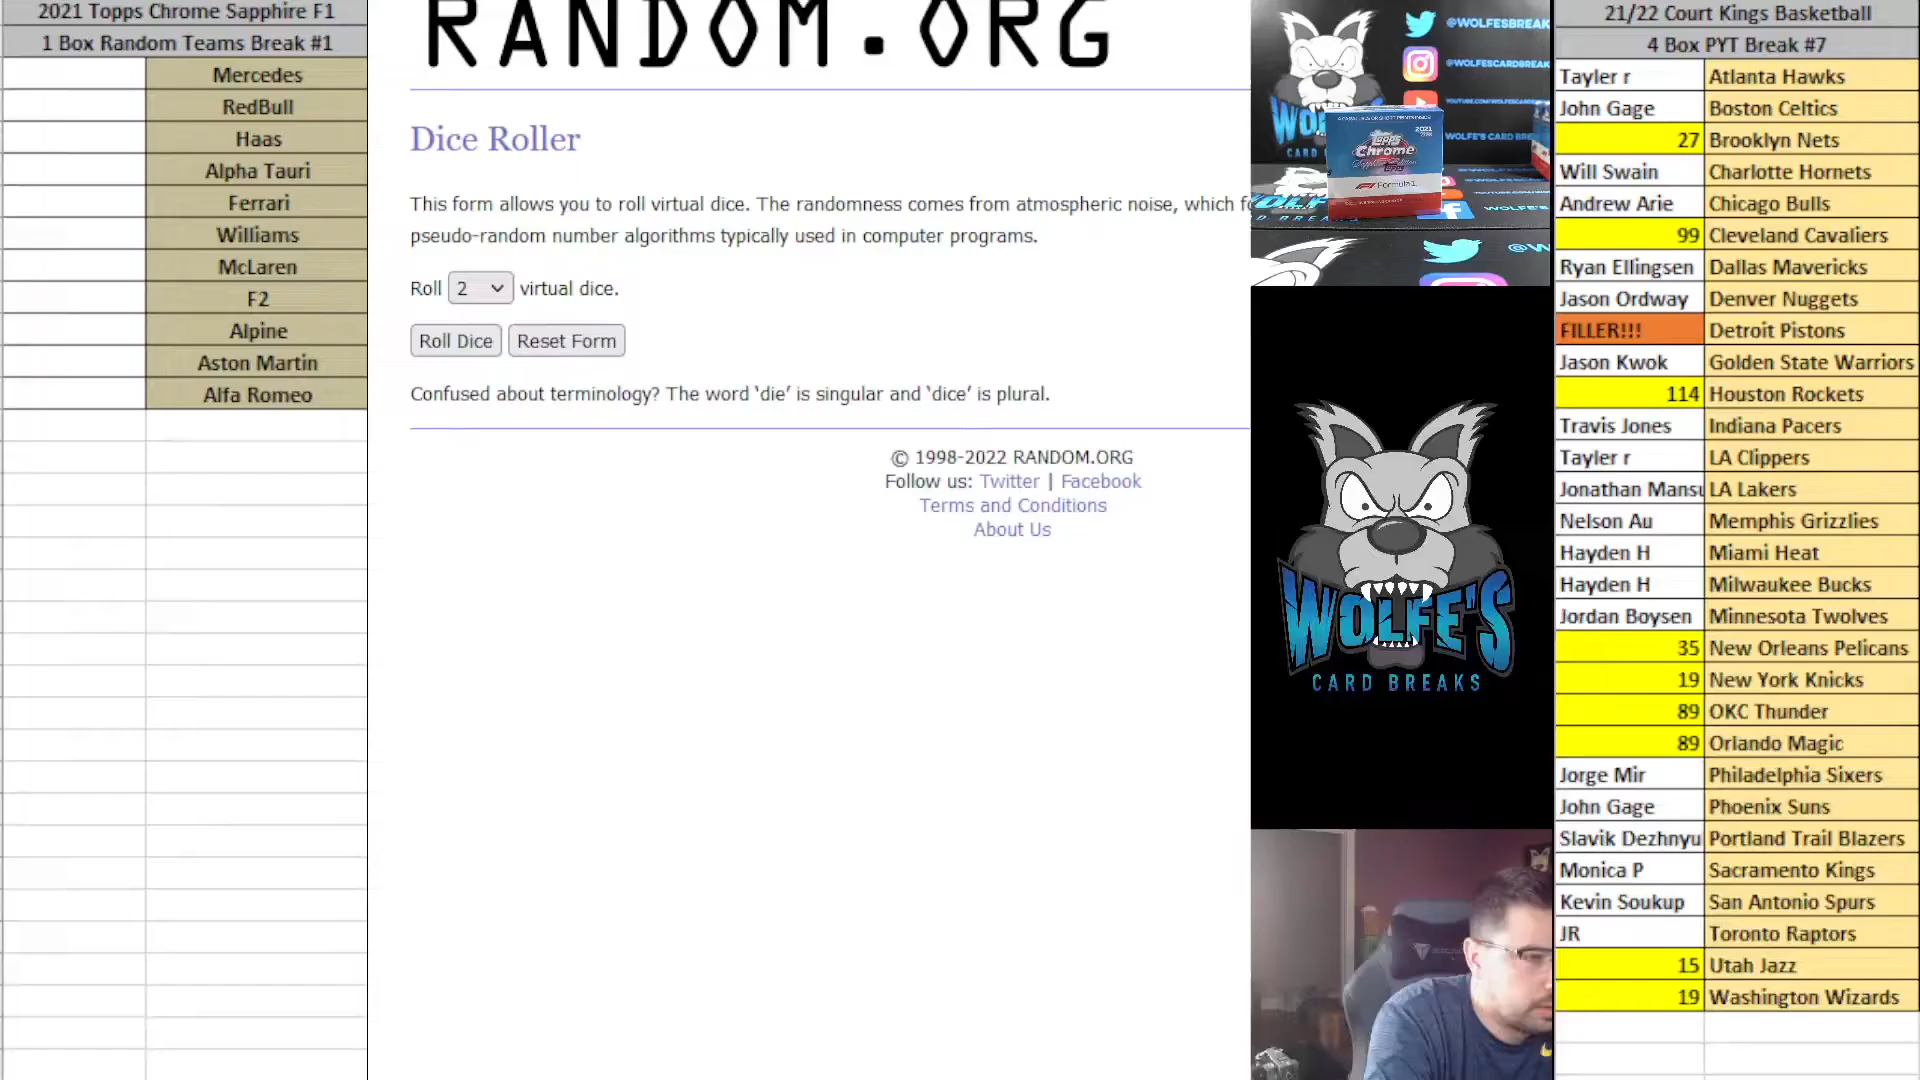 2021 Topps Chrome Sapphire F1
1 Box Random Teams Break #1
Mercedes
RedBull
Haas
Alpha Tauri
Ferrari
Williams
McLaren
F2
Alpine
Aston Martin
Alfa Romeo
RANDOM.ORG
Dice Roller
This form allows you to roll virtual dice. The randomness comes from atmospheric noise, which
pseudo-random number algorithms typically used in computer programs.
Roll 2 virtual dice.
Roll Dice Reset Form
Confused about terminology? The word ‘die’ is singular and ‘dice’ is plural.
© 1998-2022 RANDOM.ORG
Follow us: Twitter | Facebook
Terms and Conditions
About Us
@WOLFESBREAK
@WOLFESCARDBREAK
2021
Topps
Chrome
Formula 1
WOLFE'S
CARD BREAKS
21/22 Court Kings Basketball
4 Box PYT Break #7
Tayler r Atlanta Hawks
John Gage Boston Celtics
27 Brooklyn Nets
Will Swain Charlotte Hornets
Andrew Arie Chicago Bulls
99 Cleveland Cavaliers
Ryan Ellingsen Dallas Mavericks
Jason Ordway Denver Nuggets
FILLER!!! Detroit Pistons
Jason Kwok Golden State Warriors
114 Houston Rockets
Travis Jones Indiana Pacers
Tayler r LA Clippers
Jonathan Mansu LA Lakers
Nelson Au Memphis Grizzlies
Hayden H Miami Heat
Hayden H Milwaukee Bucks
Jordan Boysen Minnesota Twolves
35 New Orleans Pelicans
19 New York Knicks
89 OKC Thunder
89 Orlando Magic
Jorge Mir Philadelphia Sixers
John Gage Phoenix Suns
Slavik Dezhnyu Portland Trail Blazers
Monica P Sacramento Kings
Kevin Soukup San Antonio Spurs
JR Toronto Raptors
15 Utah Jazz
19 Washington Wizards